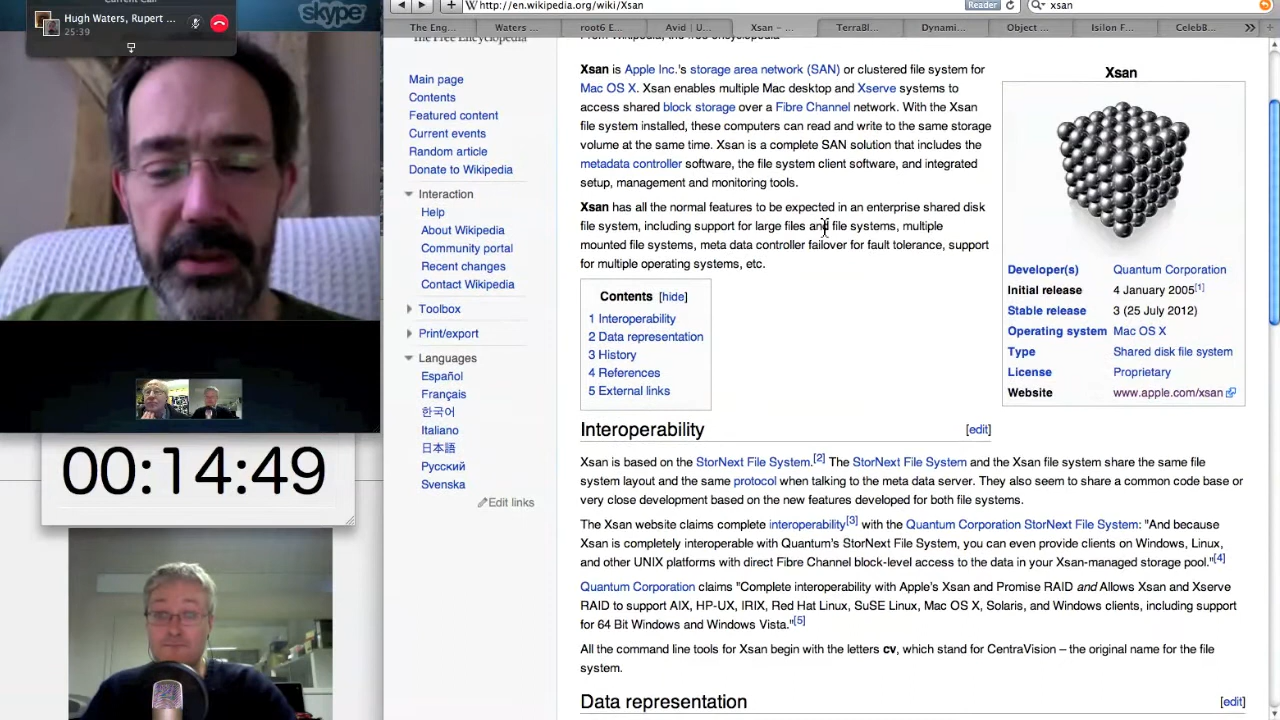 Current Call
Hugh Waters, Rupert ...
25:39
skype
http://en.wikipedia.org/wiki/Xsan
Reader
xsan
The Eng...
Waters ...
root6 E...
Avid | U...
Xsan – ...
TerraBl...
Dynami...
Object ...
Isilon F...
CelebB...
The Free Encyclopedia
Main page
Contents
Featured content
Current events
Random article
Donate to Wikipedia
Interaction
Help
About Wikipedia
Community portal
Recent changes
Contact Wikipedia
Toolbox
Print/export
Languages
Español
Français
한국어
Italiano
日本語
Русский
Svenska
Edit links
00:14:49
From Wikipedia, the free encyclopedia
Xsan is Apple Inc.'s storage area network (SAN) or clustered file system for
Mac OS X. Xsan enables multiple Mac desktop and Xserve systems to
access shared block storage over a Fibre Channel network. With the Xsan
file system installed, these computers can read and write to the same storage
volume at the same time. Xsan is a complete SAN solution that includes the
metadata controller software, the file system client software, and integrated
setup, management and monitoring tools.
Xsan has all the normal features to be expected in an enterprise shared disk
file system, including support for large files and file systems, multiple
mounted file systems, meta data controller failover for fault tolerance, support
for multiple operating systems, etc.
Contents [hide]
1 Interoperability
2 Data representation
3 History
4 References
5 External links
Xsan
Developer(s) Quantum Corporation
Initial release 4 January 2005[1]
Stable release 3 (25 July 2012)
Operating system Mac OS X
Type Shared disk file system
License Proprietary
Website www.apple.com/xsan
Interoperability [edit]
Xsan is based on the StorNext File System.[2] The StorNext File System and the Xsan file system share the same file
system layout and the same protocol when talking to the meta data server. They also seem to share a common code base or
very close development based on the new features developed for both file systems.
The Xsan website claims complete interoperability[3] with the Quantum Corporation StorNext File System: "And because
Xsan is completely interoperable with Quantum's StorNext File System, you can even provide clients on Windows, Linux,
and other UNIX platforms with direct Fibre Channel block-level access to the data in your Xsan-managed storage pool."[4]
Quantum Corporation claims "Complete interoperability with Apple's Xsan and Promise RAID and Allows Xsan and Xserve
RAID to support AIX, HP-UX, IRIX, Red Hat Linux, SuSE Linux, Mac OS X, Solaris, and Windows clients, including support
for 64 Bit Windows and Windows Vista."[5]
All the command line tools for Xsan begin with the letters cv, which stand for CentraVision – the original name for the file
system.
Data representation [edit]